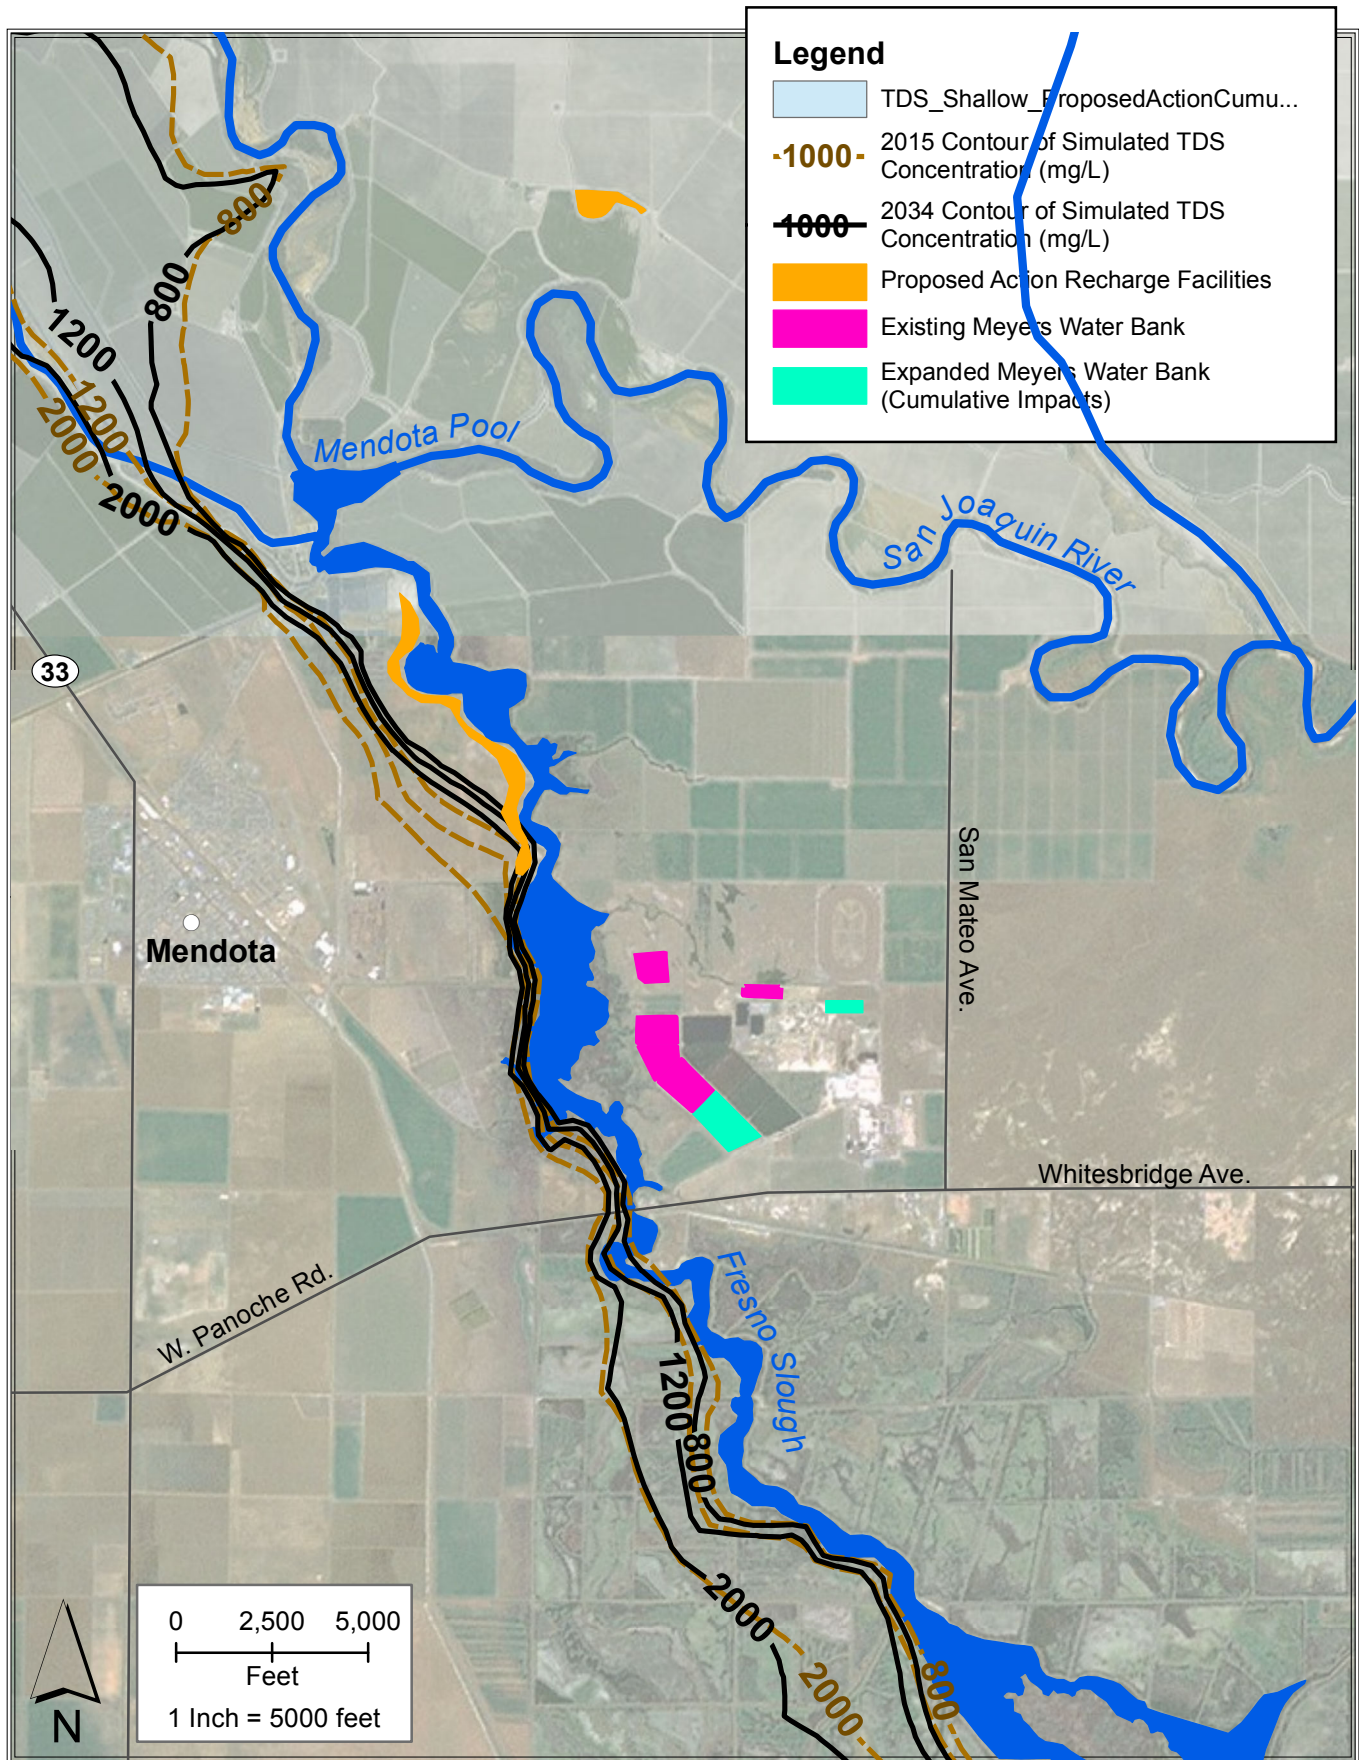 Legend
TDS_Shallow_ProposedActionCumu...
1000
2015 Contour of Simulated TDS
Concentration (mg/L)
1000
2034 Contour of Simulated TDS
Concentration (mg/L)
Proposed Action Recharge Facilities
Existing Meyers Water Bank
Expanded Meyers Water Bank
(Cumulative Impacts)
800
800
1200
1200
2000
2000
Mendota Pool
San Joaquin River
33
San Mateo Ave.
Mendota
Whitesbridge Ave.
W. Panoche Rd.
Fresno Slough
1200
800
2000
2000
800
0 2,500 5,000
Feet
1 Inch = 5000 feet
N